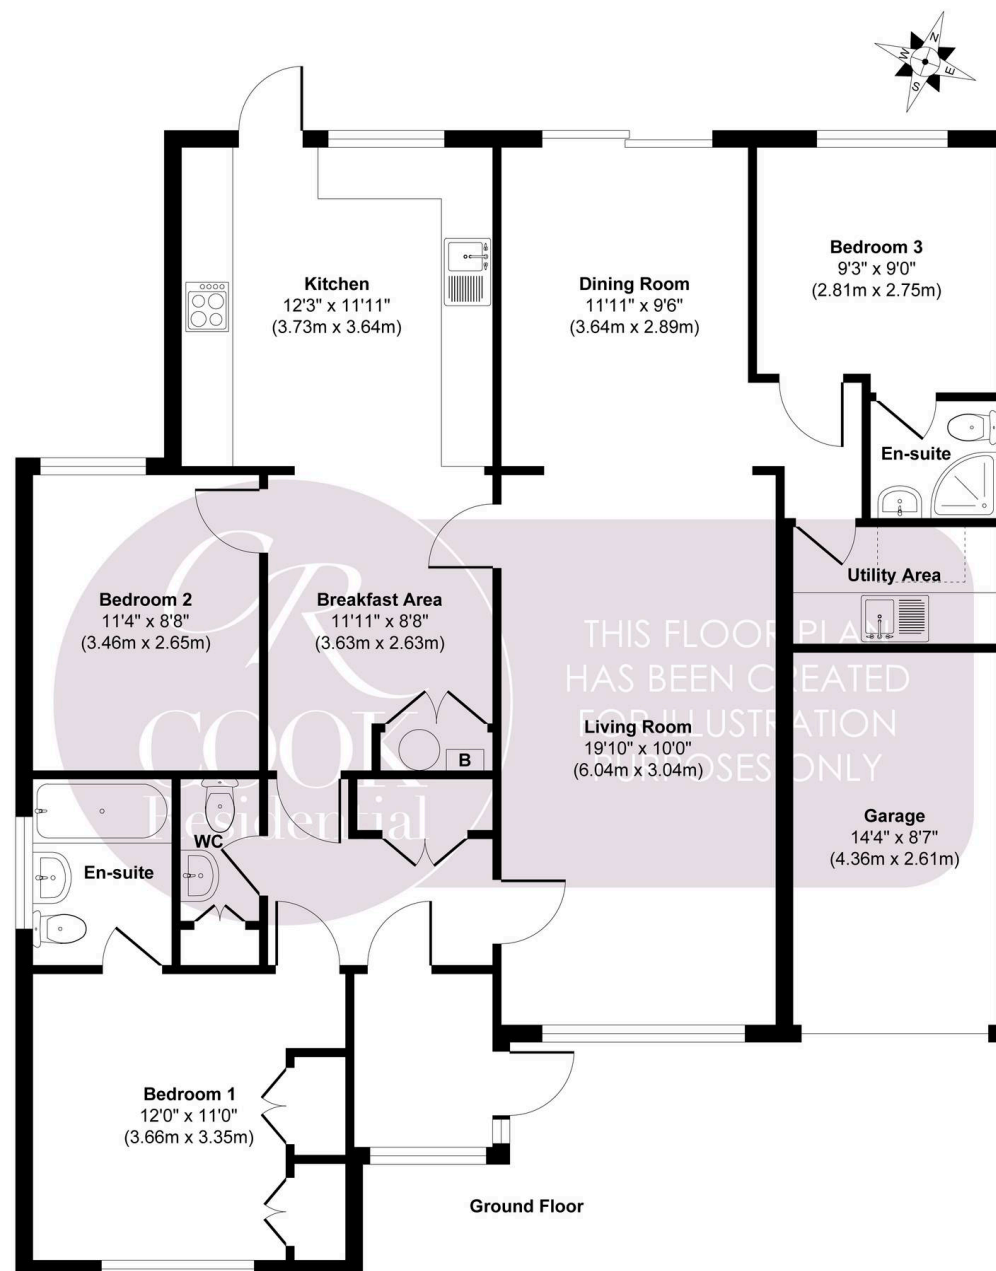 N
W
E
S
Kitchen
12'3" x 11'11"
(3.73m x 3.64m)
Dining Room
11'11" x 9'6"
(3.64m x 2.89m)
Bedroom 3
9'3" x 9'0"
(2.81m x 2.75m)
En-suite
Utility Area
Bedroom 2
11'4" x 8'8"
(3.46m x 2.65m)
Breakfast Area
11'11" x 8'8"
(3.63m x 2.63m)
CR
COOK
Residential
THIS FLOOR PLAN
HAS BEEN CREATED
FOR ILLUSTRATION
PURPOSES ONLY
Living Room
19'10" x 10'0"
(6.04m x 3.04m)
B
Garage
14'4" x 8'7"
(4.36m x 2.61m)
WC
En-suite
Bedroom 1
12'0" x 11'0"
(3.66m x 3.35m)
Ground Floor